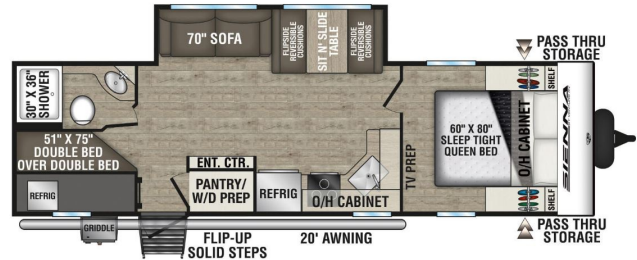 70" SOFA
FLIPSIDE
REVERSIBLE
CUSHIONS
SIT N' SLIDE
TABLE
FLIPSIDE
REVERSIBLE
CUSHIONS
PASS THRU
STORAGE
30" X 36"
SHOWER
SHELF
51" X 75"
DOUBLE BED
OVER DOUBLE BED
60" X 80"
SLEEP TIGHT
QUEEN BED
O/H CABINET
SIENNA
TV PREP
ENT. CTR.
PANTRY/
W/D PREP
REFRIG
O/H CABINET
REFRIG
SHELF
GRIDDLE
FLIP-UP
SOLID STEPS
20' AWNING
PASS THRU
STORAGE